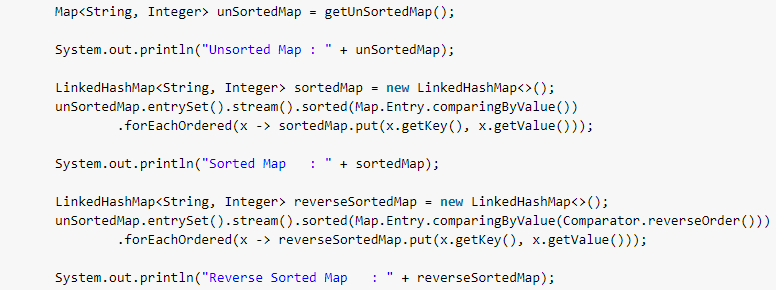 Map<String, Integer> unSortedMap = getUnSortedMap();
System.out.println("Unsorted Map : " + unSortedMap);
LinkedHashMap<String, Integer> sortedMap = new LinkedHashMap<>();
unSortedMap.entrySet().stream().sorted(Map.Entry.comparingByValue())
.forEachOrdered(x -> sortedMap.put(x.getKey(), x.getValue()));
System.out.println("Sorted Map   : " + sortedMap);
LinkedHashMap<String, Integer> reverseSortedMap = new LinkedHashMap<>();
unSortedMap.entrySet().stream().sorted(Map.Entry.comparingByValue(Comparator.reverseOrder()))
.forEachOrdered(x -> reverseSortedMap.put(x.getKey(), x.getValue()));
System.out.println("Reverse Sorted Map   : " + reverseSortedMap);